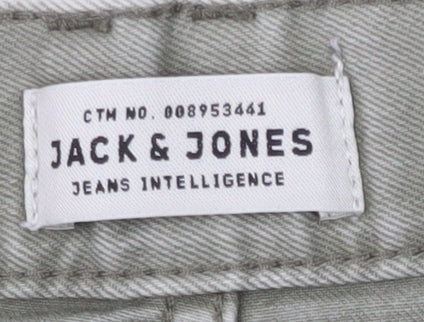 CTM NO. 008953441
JACK & JONES
JEANS INTELLIGENCE